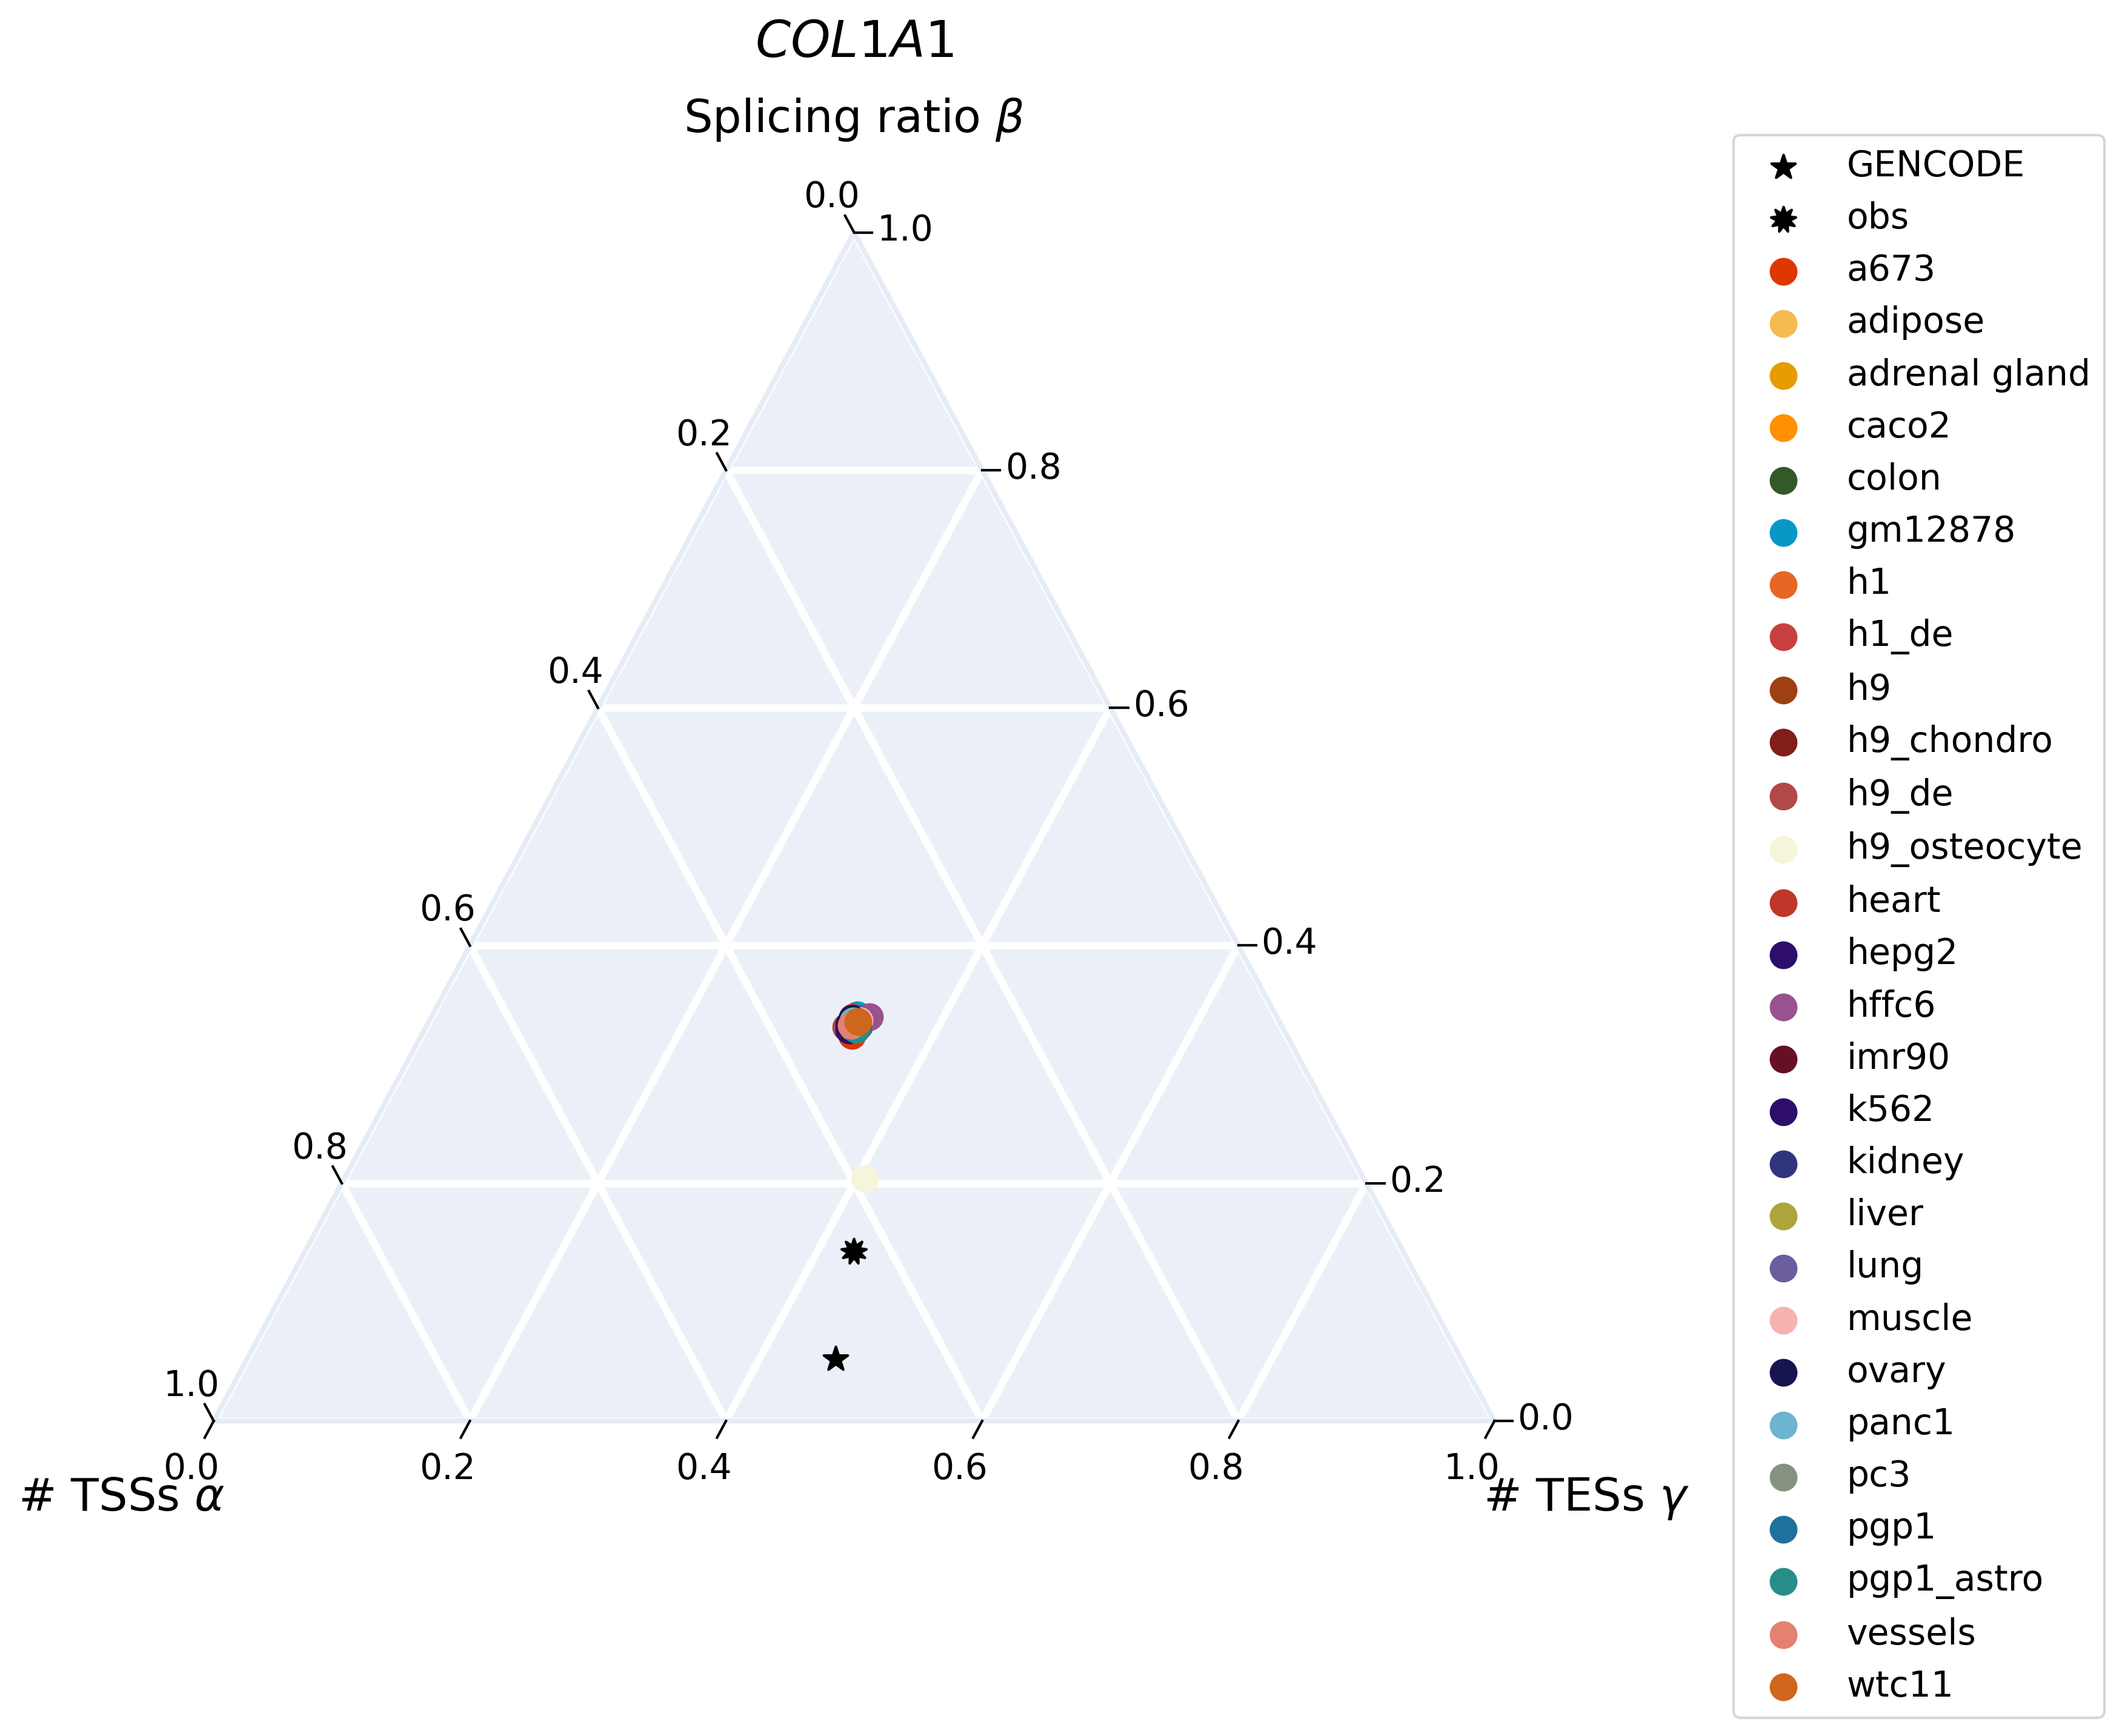 COL1A1
Splicing ratio β
0.0
1.0
0.2
0.8
0.4
0.6
0.6
0.4
0.8
0.2
1.0
0.0
0.0 0.2 0.4 0.6 0.8 1.0
# TSSs α
# TESs γ
GENCODE
obs
a673
adipose
adrenal gland
caco2
colon
gm12878
h1
h1_de
h9
h9_chondro
h9_de
h9_osteocyte
heart
hepg2
hffc6
imr90
k562
kidney
liver
lung
muscle
ovary
panc1
pc3
pgp1
pgp1_astro
vessels
wtc11